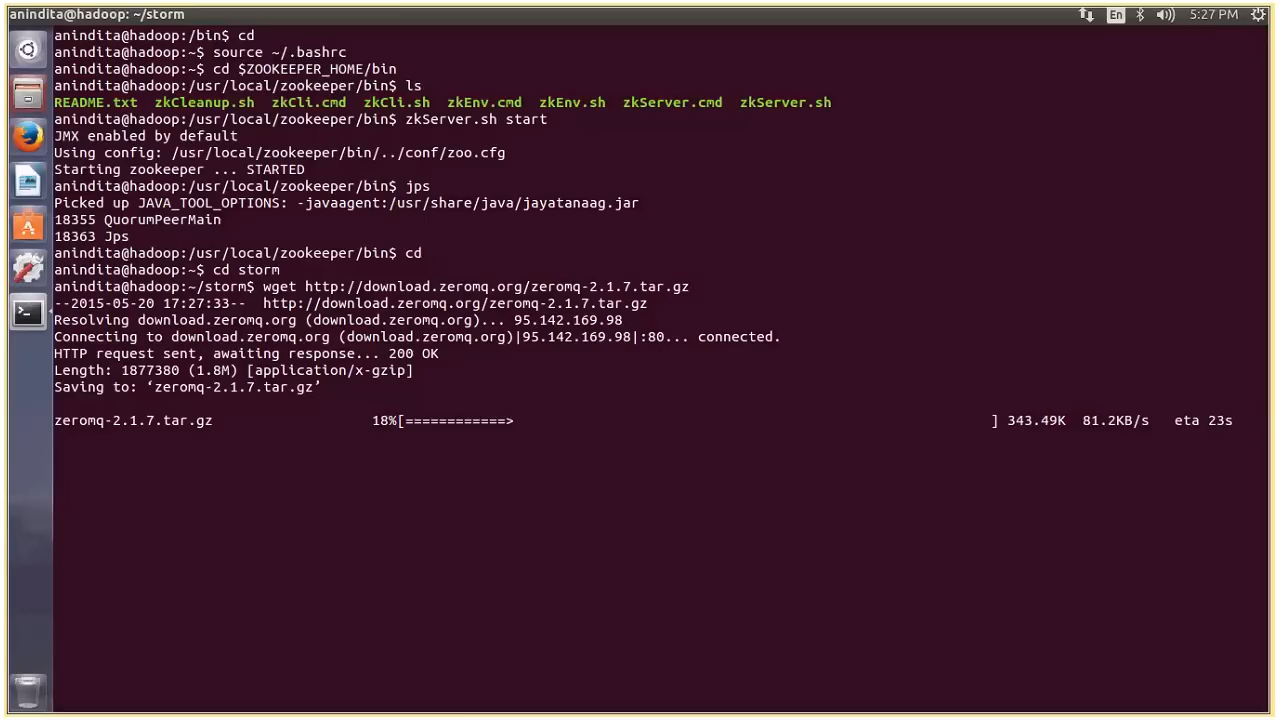 anindita@hadoop: ~/storm
En
5:27 PM
anindita@hadoop:/bin$ cd
anindita@hadoop:~$ source ~/.bashrc
anindita@hadoop:~$ cd $ZOOKEEPER_HOME/bin
anindita@hadoop:/usr/local/zookeeper/bin$ ls
README.txt  zkCleanup.sh  zkCli.cmd  zkCli.sh  zkEnv.cmd  zkEnv.sh  zkServer.cmd  zkServer.sh
anindita@hadoop:/usr/local/zookeeper/bin$ zkServer.sh start
JMX enabled by default
Using config: /usr/local/zookeeper/bin/../conf/zoo.cfg
Starting zookeeper ... STARTED
anindita@hadoop:/usr/local/zookeeper/bin$ jps
Picked up JAVA_TOOL_OPTIONS: -javaagent:/usr/share/java/jayatanaag.jar
18355 QuorumPeerMain
18363 Jps
anindita@hadoop:/usr/local/zookeeper/bin$ cd
anindita@hadoop:~$ cd storm
anindita@hadoop:~/storm$ wget http://download.zeromq.org/zeromq-2.1.7.tar.gz
--2015-05-20 17:27:33--  http://download.zeromq.org/zeromq-2.1.7.tar.gz
Resolving download.zeromq.org (download.zeromq.org)... 95.142.169.98
Connecting to download.zeromq.org (download.zeromq.org)|95.142.169.98|:80... connected.
HTTP request sent, awaiting response... 200 OK
Length: 1877380 (1.8M) [application/x-gzip]
Saving to: ‘zeromq-2.1.7.tar.gz’
zeromq-2.1.7.tar.gz 18%[============> ] 343.49K 81.2KB/s eta 23s